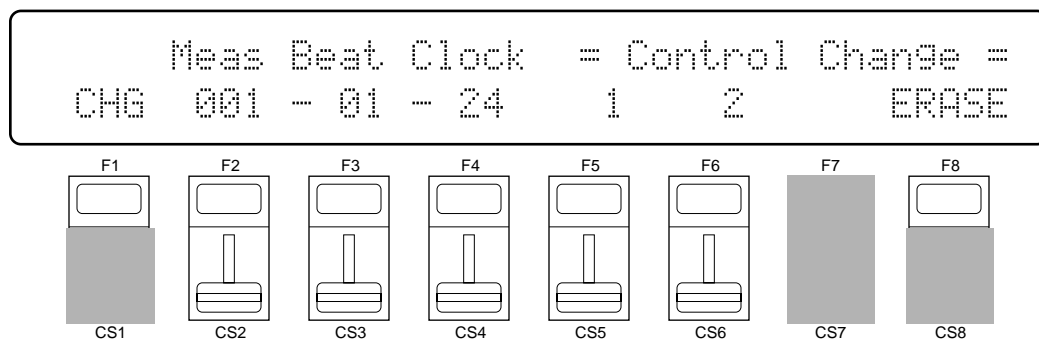 Meas Beat Clock = Control Change =
CHG 001 - 01 - 24 1 2 ERASE
F1 F2 F3 F4 F5 F6 F7 F8
CS1 CS2 CS3 CS4 CS5 CS6 CS7 CS8